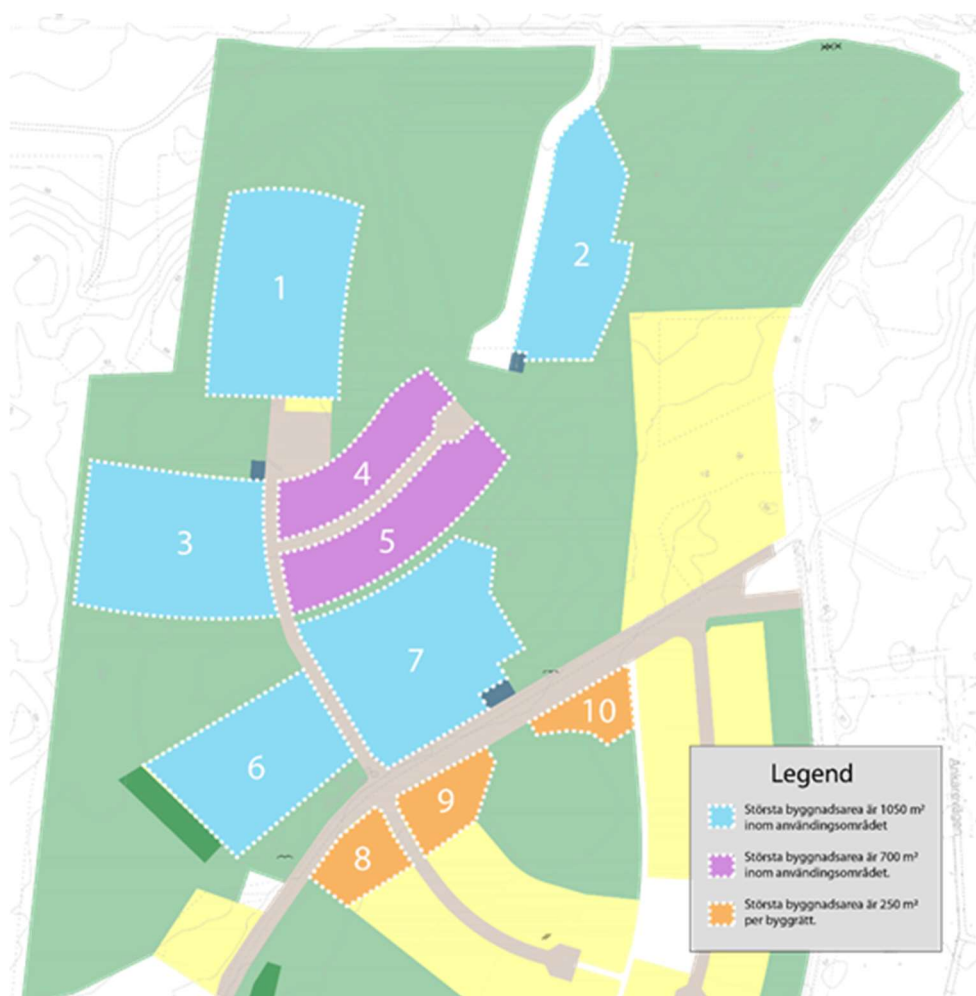 1
2
3
4
5
6
7
8
9
10
Legend
Största byggnadsarea är 1050 m²
inom användingsområdet
Största byggnadsarea är 700 m²
inom användingsområdet.
Största byggnadsarea är 250 m²
per byggrätt.